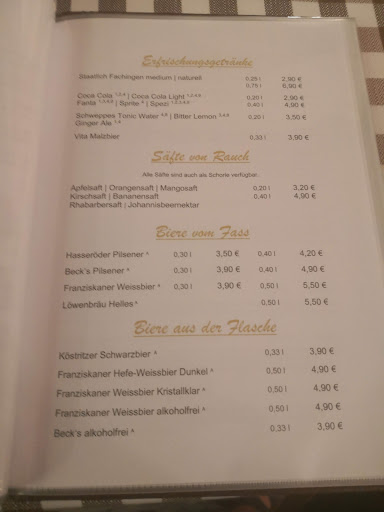 Erfrischungsgetränke
Staatlich Fachingen medium | naturell 0,25 l 2,90 €
0,75 l 6,90 €
Coca Cola 1,2,4 | Coca Cola Light 1,2,4,9 0,20 l 2,90 €
Fanta | Sprite | Spezi 0,40 l 4,90 €
Schweppes Tonic Water | Bitter Lemon 0,20 l 3,50 €
Ginger Ale
Vita Malzbier 0,33 l 3,90 €
Säfte von Rauch
Alle Säfte sind auch als Schorle verfügbar.
Apfelsaft | Orangensaft | Mangosaft 0,20 l 3,20 €
Kirschsaft | Bananensaft 0,40 l 4,90 €
Rhabarbersaft | Johannisbeernektar
Biere vom Fass
Hasseröder Pilsener A 0,30 l 3,50 € 0,40 l 4,20 €
Beck's Pilsener A 0,30 l 3,90 € 0,40 l 4,90 €
Franziskaner Weissbier A 0,30 l 3,90 € 0,50 l 5,50 €
Löwenbräu Helles A 0,50 l 5,50 €
Biere aus der Flasche
Köstritzer Schwarzbier A 0,33 l 3,90 €
Franziskaner Hefe-Weissbier Dunkel A 0,50 l 4,90 €
Franziskaner Weissbier Kristallklar A 0,50 l 4,90 €
Franziskaner Weissbier alkoholfrei A 0,50 l 4,90 €
Beck's alkoholfrei A 0,33 l 3,90 €